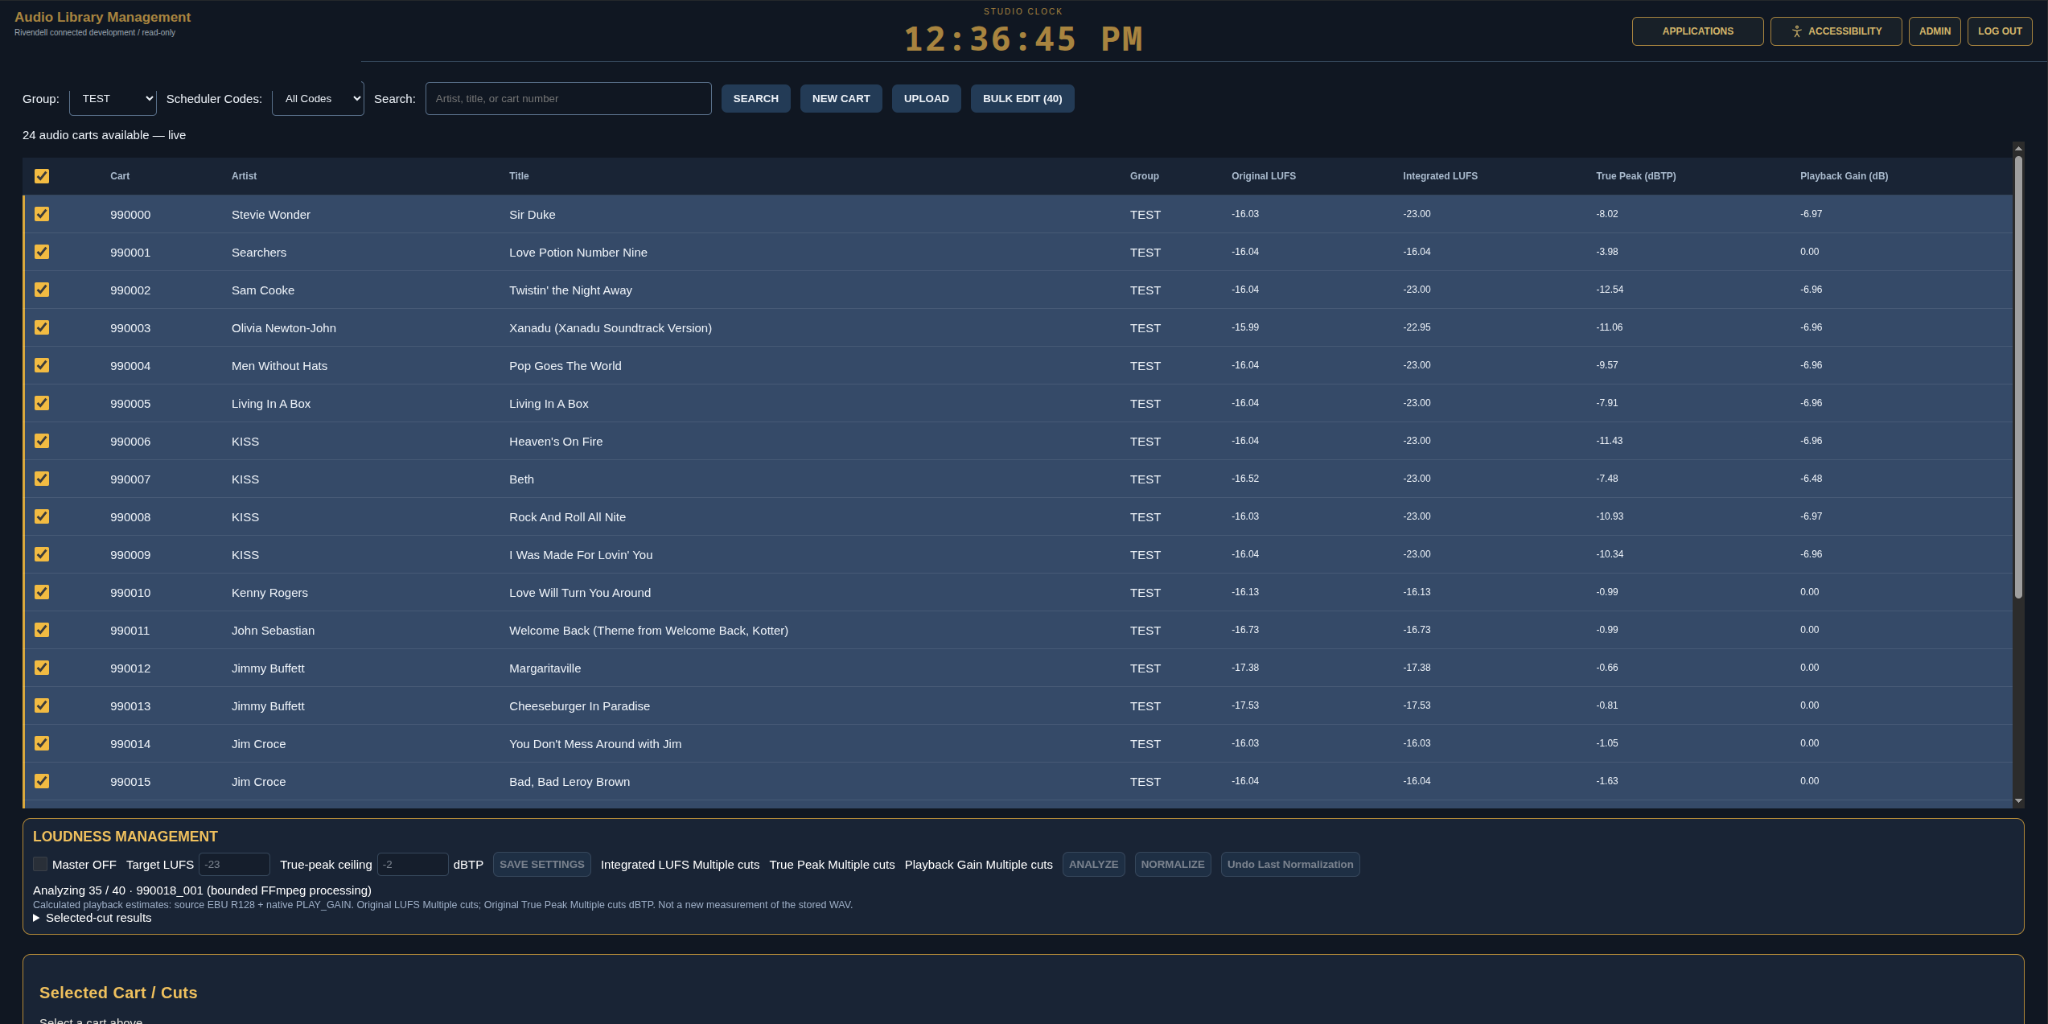 Audio Library Management
Rivendell connected development / read-only
STUDIO CLOCK
12:36:45 PM
APPLICATIONS ACCESSIBILITY ADMIN LOG OUT
Group: TEST Scheduler Codes: All Codes Search: Artist, title, or cart number SEARCH NEW CART UPLOAD BULK EDIT (40)
24 audio carts available — live
Cart Artist Title Group Original LUFS Integrated LUFS True Peak (dBTP) Playback Gain (dB)
990000 Stevie Wonder Sir Duke TEST -16.03 -23.00 -8.02 -6.97
990001 Searchers Love Potion Number Nine TEST -16.04 -16.04 -3.98 0.00
990002 Sam Cooke Twistin' the Night Away TEST -16.04 -23.00 -12.54 -6.96
990003 Olivia Newton-John Xanadu (Xanadu Soundtrack Version) TEST -15.99 -22.95 -11.06 -6.96
990004 Men Without Hats Pop Goes The World TEST -16.04 -23.00 -9.57 -6.96
990005 Living In A Box Living In A Box TEST -16.04 -23.00 -7.91 -6.96
990006 KISS Heaven's On Fire TEST -16.04 -23.00 -11.43 -6.96
990007 KISS Beth TEST -16.52 -23.00 -7.48 -6.48
990008 KISS Rock And Roll All Nite TEST -16.03 -23.00 -10.93 -6.97
990009 KISS I Was Made For Lovin' You TEST -16.04 -23.00 -10.34 -6.96
990010 Kenny Rogers Love Will Turn You Around TEST -16.13 -16.13 -0.99 0.00
990011 John Sebastian Welcome Back (Theme from Welcome Back, Kotter) TEST -16.73 -16.73 -0.99 0.00
990012 Jimmy Buffett Margaritaville TEST -17.38 -17.38 -0.66 0.00
990013 Jimmy Buffett Cheeseburger In Paradise TEST -17.53 -17.53 -0.81 0.00
990014 Jim Croce You Don't Mess Around with Jim TEST -16.03 -16.03 -1.05 0.00
990015 Jim Croce Bad, Bad Leroy Brown TEST -16.04 -16.04 -1.63 0.00
LOUDNESS MANAGEMENT
Master OFF Target LUFS -23 True-peak ceiling -2 dBTP SAVE SETTINGS Integrated LUFS Multiple cuts True Peak Multiple cuts Playback Gain Multiple cuts ANALYZE NORMALIZE Undo Last Normalization
Analyzing 35 / 40 · 990018_001 (bounded FFmpeg processing)
Calculated playback estimates: source EBU R128 + native PLAY_GAIN. Original LUFS Multiple cuts; Original True Peak Multiple cuts dBTP. Not a new measurement of the stored WAV.
Selected-cut results
Selected Cart / Cuts
Select a cart above